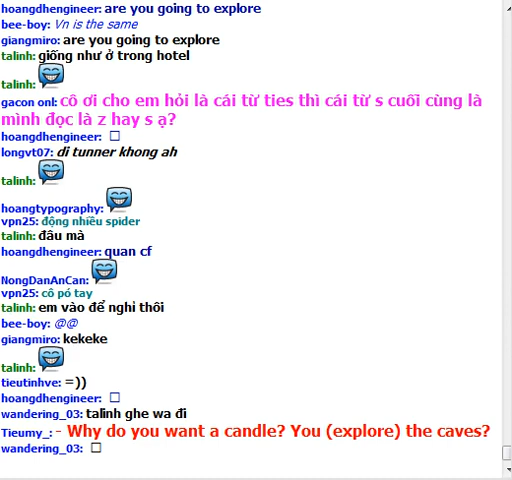 hoangdhengineer: are you going to explore
bee-boy: Vn is the same
giangmiro: are you going to explore
talinh: giống như ở trong hotel
talinh:
gacon onl: cô ơi cho em hỏi là cái từ ties thì cái từ s cuối cùng là
mình đọc là z hay s ạ?
hoangdhengineer:
longvt07: di tunner khong ah
talinh:
hoangtypography:
vpn25: động nhiều spider
talinh: đâu mà
hoangdhengineer: quan cf
NongDanAnCan:
vpn25: cô pó tay
talinh: em vào để nghi thôi
bee-boy: @@
giangmiro: kekeke
talinh:
tieutinhve: =))
hoangdhengineer:
wandering_03: talinh ghe wa đi
Tieumy_: - Why do you want a candle? You (explore) the caves?
wandering_03: